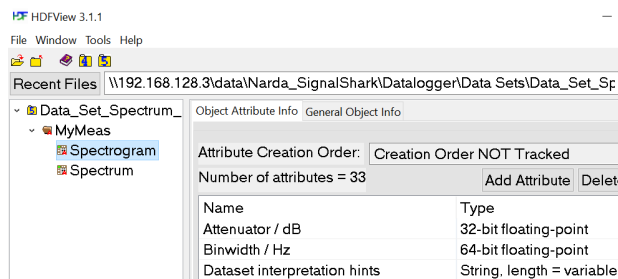 HDFView 3.1.1
File Window Tools Help
Recent Files \\192.168.128.3\data\Narda_SignalShark\Datalogger\Data Sets\Data_Set_Sp
Data_Set_Spectrum_
MyMeas
Spectrogram
Spectrum
Object Attribute Info General Object Info
Attribute Creation Order: Creation Order NOT Tracked
Number of attributes = 33 Add Attribute Delet
Name Type
Attenuator / dB 32-bit floating-point
Binwidth / Hz 64-bit floating-point
Dataset interpretation hints String, length = variable